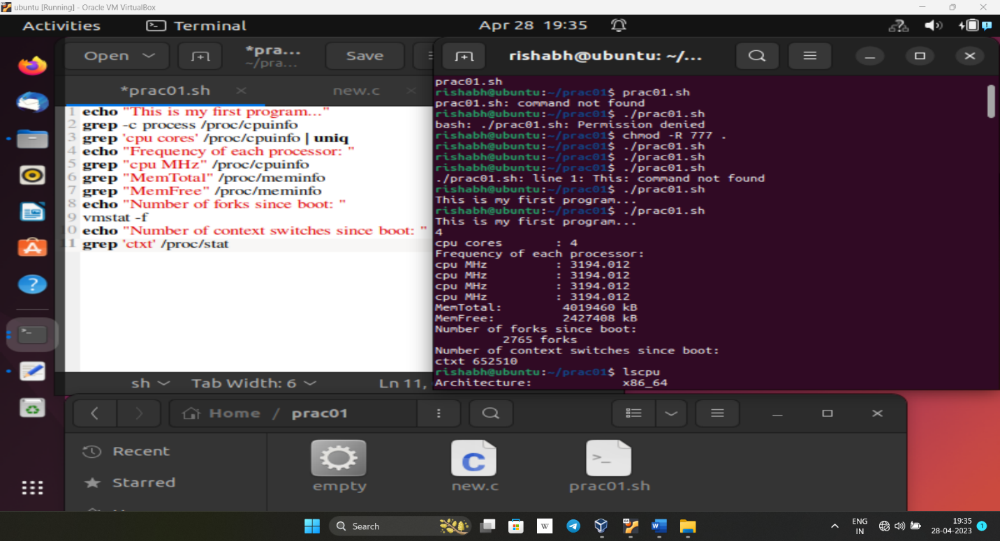 ubuntu [Running] - Oracle VM VirtualBox
Activities
Terminal
Apr 28 19:35
Open
*pra...
~/pra...
Save
*prac01.sh
new.c
1 echo "This is my first program..."
2 grep -c process /proc/cpuinfo
3 grep 'cpu cores' /proc/cpuinfo | uniq
4 echo "Frequency of each processor: "
5 grep "cpu MHz" /proc/cpuinfo
6 grep "MemTotal" /proc/meminfo
7 grep "MemFree" /proc/meminfo
8 echo "Number of forks since boot: "
9 vmstat -f
10 echo "Number of context switches since boot: "
11 grep 'ctxt' /proc/stat
sh
Tab Width: 6
Ln 11,
rishabh@ubuntu: ~/...
prac01.sh
rishabh@ubuntu:~/prac01$ prac01.sh
prac01.sh: command not found
rishabh@ubuntu:~/prac01$ ./prac01.sh
bash: ./prac01.sh: Permission denied
rishabh@ubuntu:~/prac01$ chmod -R 777 .
rishabh@ubuntu:~/prac01$ ./prac01.sh
rishabh@ubuntu:~/prac01$ ./prac01.sh
rishabh@ubuntu:~/prac01$ ./prac01.sh
./prac01.sh: line 1: This: command not found
rishabh@ubuntu:~/prac01$ ./prac01.sh
This is my first program...
rishabh@ubuntu:~/prac01$ ./prac01.sh
This is my first program...
4
cpu cores : 4
Frequency of each processor:
cpu MHz : 3194.012
cpu MHz : 3194.012
cpu MHz : 3194.012
cpu MHz : 3194.012
MemTotal: 4019460 kB
MemFree: 2427408 kB
Number of forks since boot:
2765 forks
Number of context switches since boot:
ctxt 652510
rishabh@ubuntu:~/prac01$ lscpu
Architecture: x86_64
Home / prac01
Recent
Starred
empty
new.c
prac01.sh
Search
W
ENG
IN
19:35
28-04-2023
1